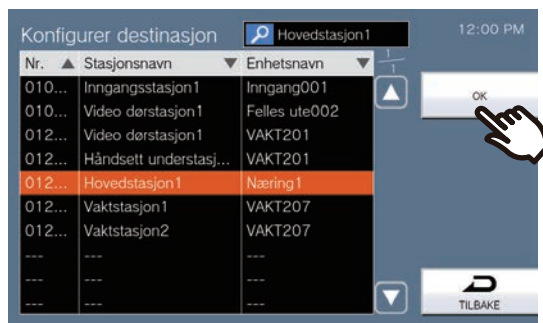 Konfigurer destinasjon Hovedstasjon1 12:00 PM
Nr. Stasjonsnavn Enhetsnavn 1/1
010... Inngangsstasjon1 Inngang001
010... Video dørstasjon1 Felles ute002
012... Video dørstasjon1 VAKT201
012... Håndsett understasj... VAKT201
012... Hovedstasjon1 Næring1
012... Vaktstasjon1 VAKT207
012... Vaktstasjon2 VAKT207
--- --- ---
--- --- ---
--- --- ---
OK
TILBAKE